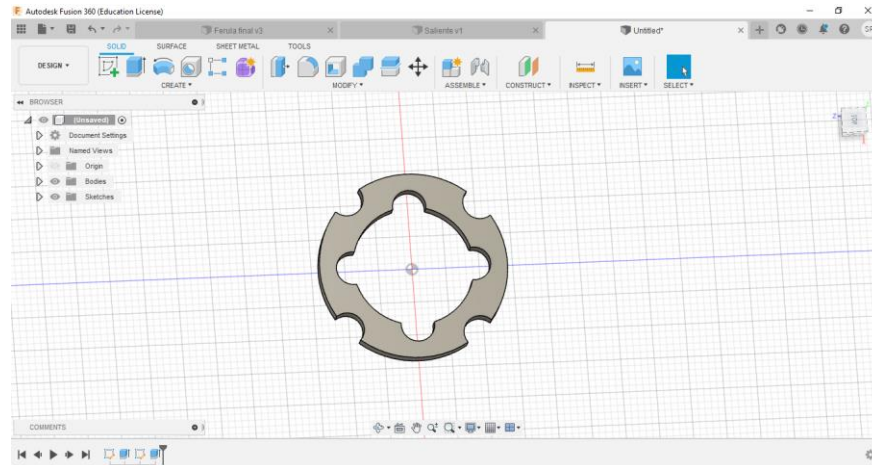 Autodesk Fusion 360 (Education License)
Ferula final v3
Saliente v1
Untitled*
SOLID SURFACE SHEET METAL TOOLS
DESIGN
CREATE MODIFY ASSEMBLE CONSTRUCT INSPECT INSERT SELECT
BROWSER
(Unsaved)
Document Settings
Named Views
Origin
Bodies
Sketches
COMMENTS